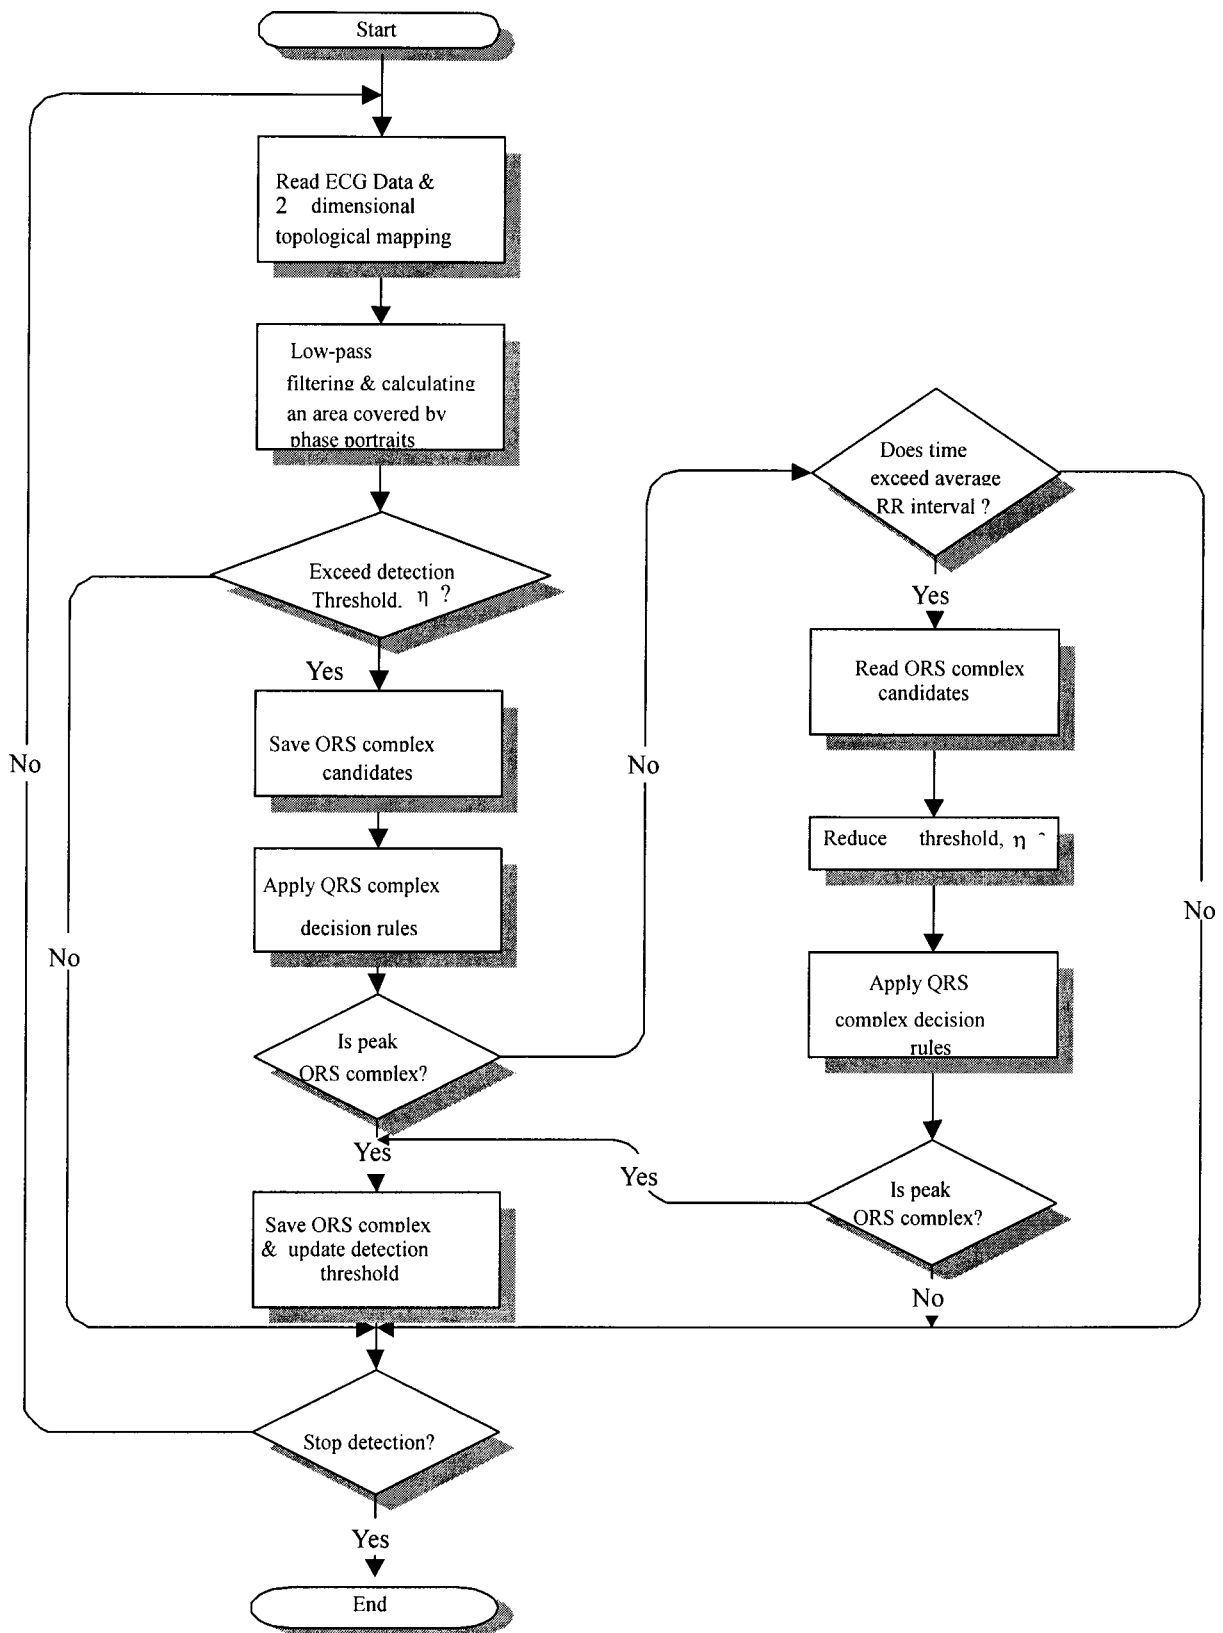 Start
Read ECG Data &
2 dimensional
topological mapping
Low-pass
filtering & calculating
an area covered by
phase portraits
Exceed detection
Threshold, η ?
Yes
No
Save QRS complex
candidates
Apply QRS complex
decision rules
Is peak
QRS complex?
No
Yes
Save QRS complex
& update detection
threshold
Stop detection?
No
Yes
End
Does time
exceed average
RR interval ?
Yes
No
Read QRS complex
candidates
Reduce threshold, η
Apply QRS
complex decision
rules
Is peak
QRS complex?
Yes
No